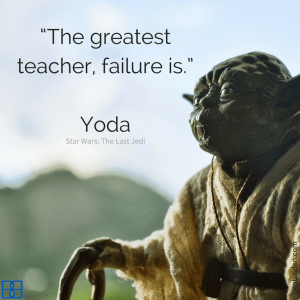 “The greatest
teacher, failure is.”
Yoda
Star Wars: The Last Jedi